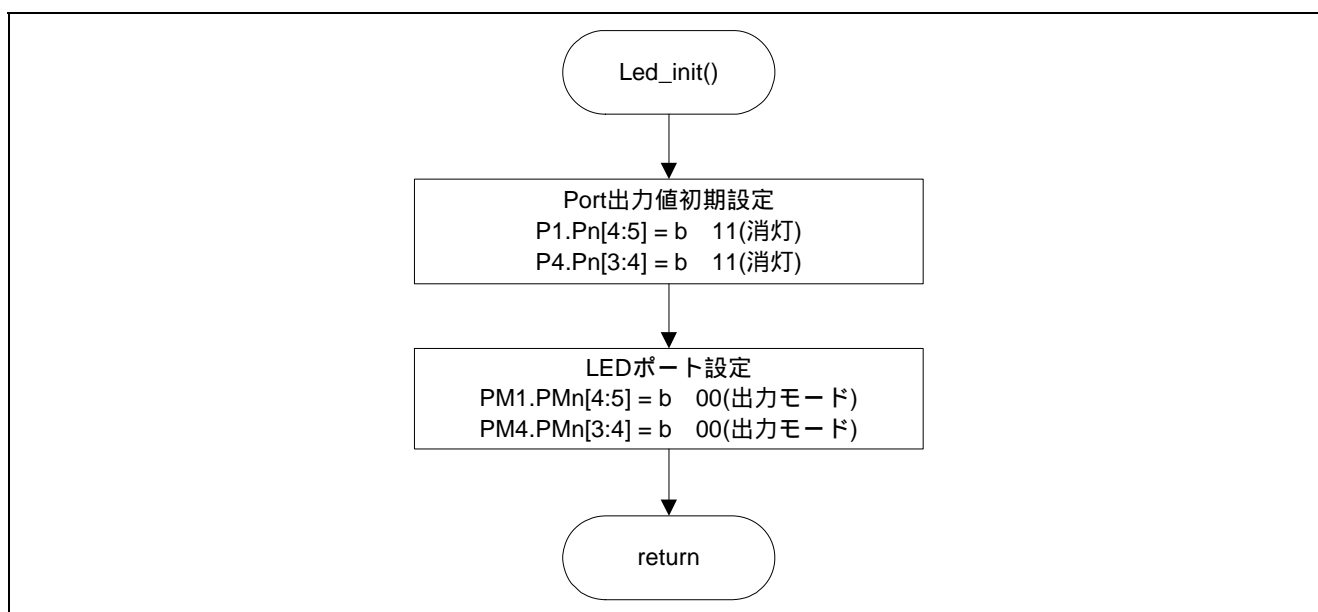 Led_init()
Port出力値初期設定
P1.Pn[4:5] = b　11(消灯)
P4.Pn[3:4] = b　11(消灯)
LEDポート設定
PM1.PMn[4:5] = b　00(出力モード)
PM4.PMn[3:4] = b　00(出力モード)
return